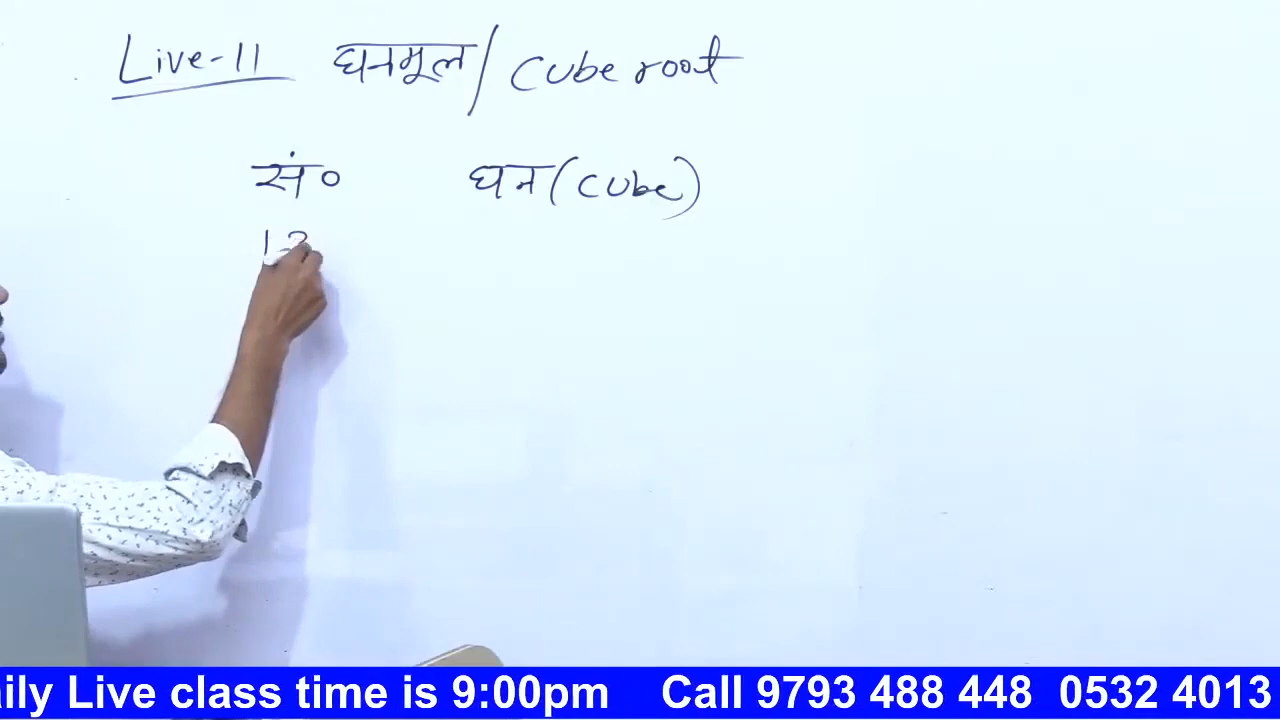 Live-11 घनमूल/ Cube root
सं० घन (Cube)
aily Live class time is 9:00pm Call 9793 488 448 0532 4013